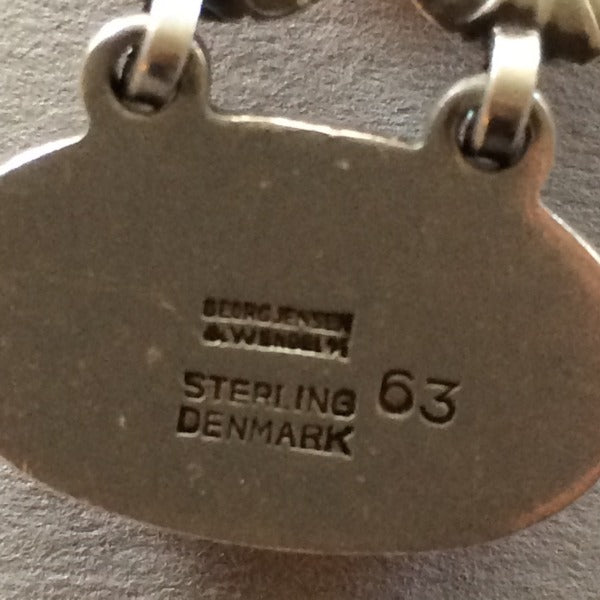 GEORG JENSEN
& WENDEL A/S
STERLING 63
DENMARK